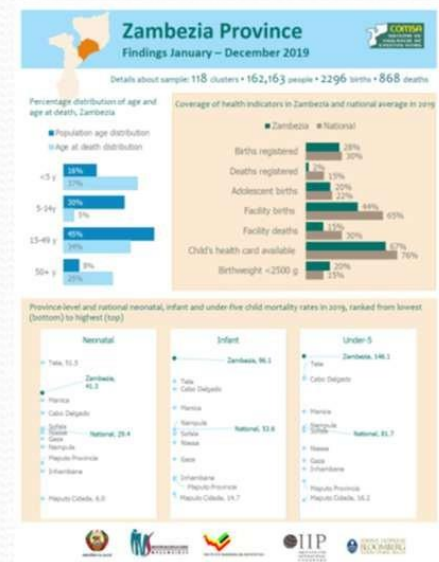 Zambezia Province
Findings January – December 2019
COMSA
Details about sample: 118 clusters • 162,163 people • 2296 births • 868 deaths
Percentage distribution of age and age at death, Zambezia
Population age distribution
Age at death distribution
<5 y
16%
37%
5-14y
30%
5%
15-49 y
45%
34%
50+ y
9%
25%
Coverage of health indicators in Zambezia and national average in 2019
Zambezia
National
Births registered
28%
30%
Deaths registered
2%
15%
Adolescent births
20%
22%
Facility births
44%
65%
Facility deaths
15%
30%
Child's health card available
67%
76%
Birthweight <2500 g
20%
15%
Province-level and national neonatal, infant and under-five child mortality rates in 2019, ranked from lowest
(bottom) to highest (top)
Neonatal
Tete, 51.5
Zambezia,
41.3
Manica
Cabo Delgado
Sofala
Niassa
National, 29.4
Gaza
Nampula
Maputo Provincia
Inhambane
Maputo Cidade, 6.0
Infant
Zambezia, 96.1
Tete
Cabo Delgado
Manica
Nampula
National, 53.6
Sofala
Niassa
Gaza
Inhambane
Maputo Provincia
Maputo Cidade, 14.7
Under-5
Zambezia, 146.1
Tete
Cabo Delgado
Manica
Nampula
Sofala
National, 81.7
Niassa
Gaza
Inhambane
Maputo Provincia
Maputo Cidade, 18.2
IIP
BLOOMBERG